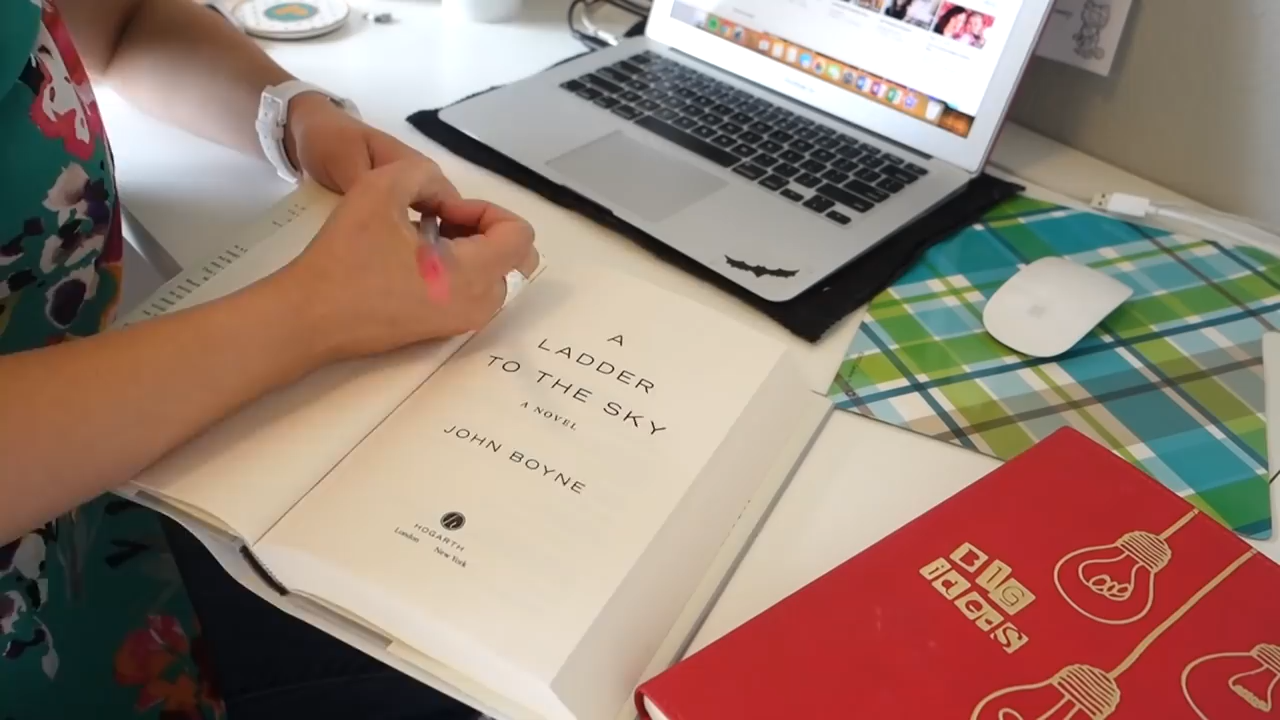 A
LADDER
TO THE SKY
A NOVEL
JOHN BOYNE
HOGARTH
London New York
BIG
IDEAS